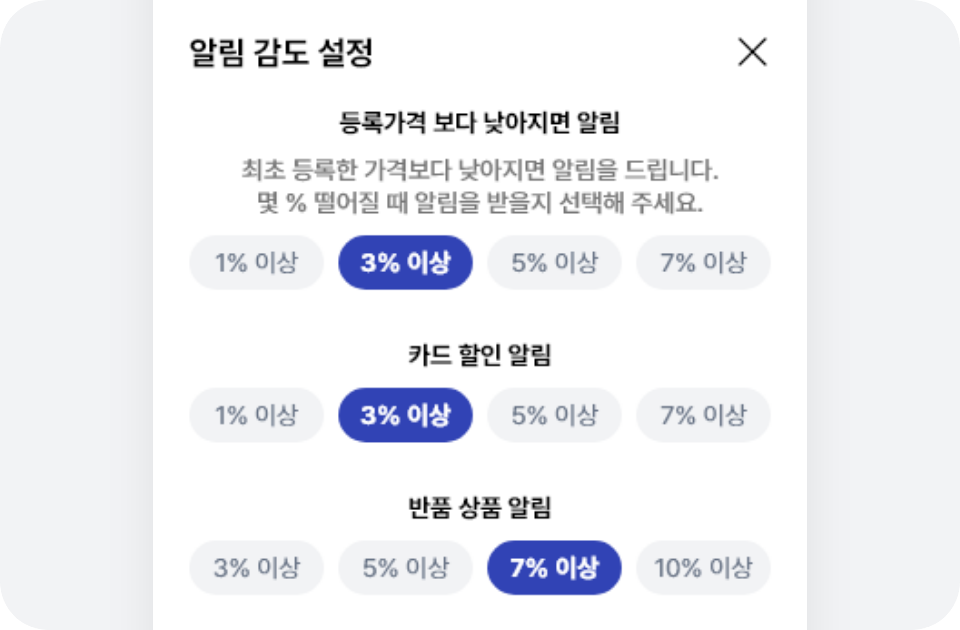 알림 감도 설정
등록가격 보다 낮아지면 알림
최초 등록한 가격보다 낮아지면 알림을 드립니다.
몇 % 떨어질 때 알림을 받을지 선택해 주세요.
1% 이상 3% 이상 5% 이상 7% 이상
카드 할인 알림
1% 이상 3% 이상 5% 이상 7% 이상
반품 상품 알림
3% 이상 5% 이상 7% 이상 10% 이상